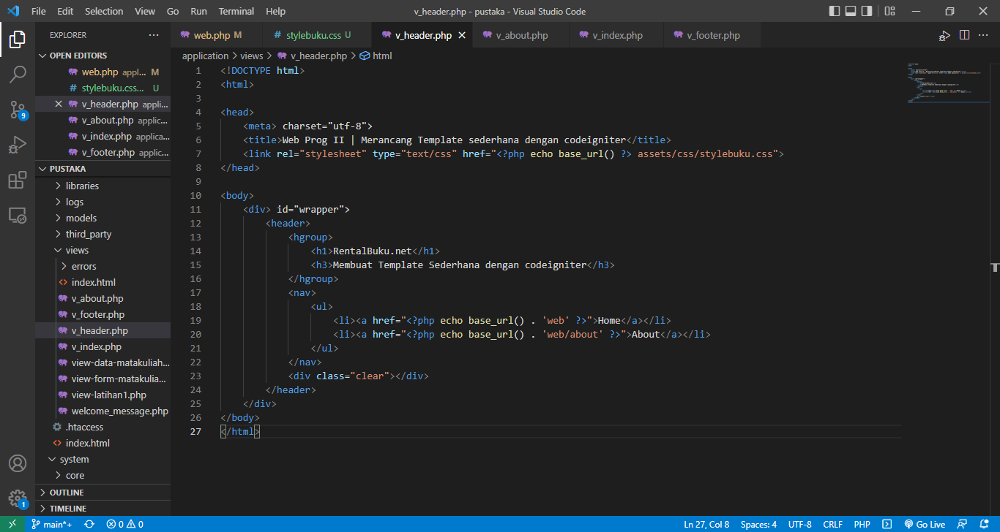 File Edit Selection View Go Run Terminal Help v_header.php - pustaka - Visual Studio Code
EXPLORER
web.php M stylebuku.css U v_header.php v_about.php v_index.php v_footer.php
OPEN EDITORS
web.php appl... M
# stylebuku.css... U
v_header.php appli...
v_about.php applic...
v_index.php applica...
v_footer.php applic...
PUSTAKA
libraries
logs
models
third_party
views
errors
index.html
v_about.php
v_footer.php
v_header.php
v_index.php
view-data-matakuliah...
view-form-matakulia...
view-latihan1.php
welcome_message.php
.htaccess
index.html
system
core
OUTLINE
TIMELINE
9
1
application > views > v_header.php > html
1 <!DOCTYPE html>
2 <html>
3
4 <head>
5 <meta> charset="utf-8">
6 <title>Web Prog II | Merancang Template sederhana dengan codeigniter</title>
7 <link rel="stylesheet" type="text/css" href="<?php echo base_url() ?> assets/css/stylebuku.css">
8 </head>
9
10 <body>
11 <div> id="wrapper">
12 <header>
13 <hgroup>
14 <h1>RentalBuku.net</h1>
15 <h3>Membuat Template Sederhana dengan codeigniter</h3>
16 </hgroup>
17 <nav>
18 <ul>
19 <li><a href="<?php echo base_url() . 'web' ?>">Home</a></li>
20 <li><a href="<?php echo base_url() . 'web/about' ?>">About</a></li>
21 </ul>
22 </nav>
23 <div class="clear"></div>
24 </header>
25 </div>
26 </body>
27 </html>
main*+ 0 0 Ln 27, Col 8 Spaces: 4 UTF-8 CRLF PHP Go Live